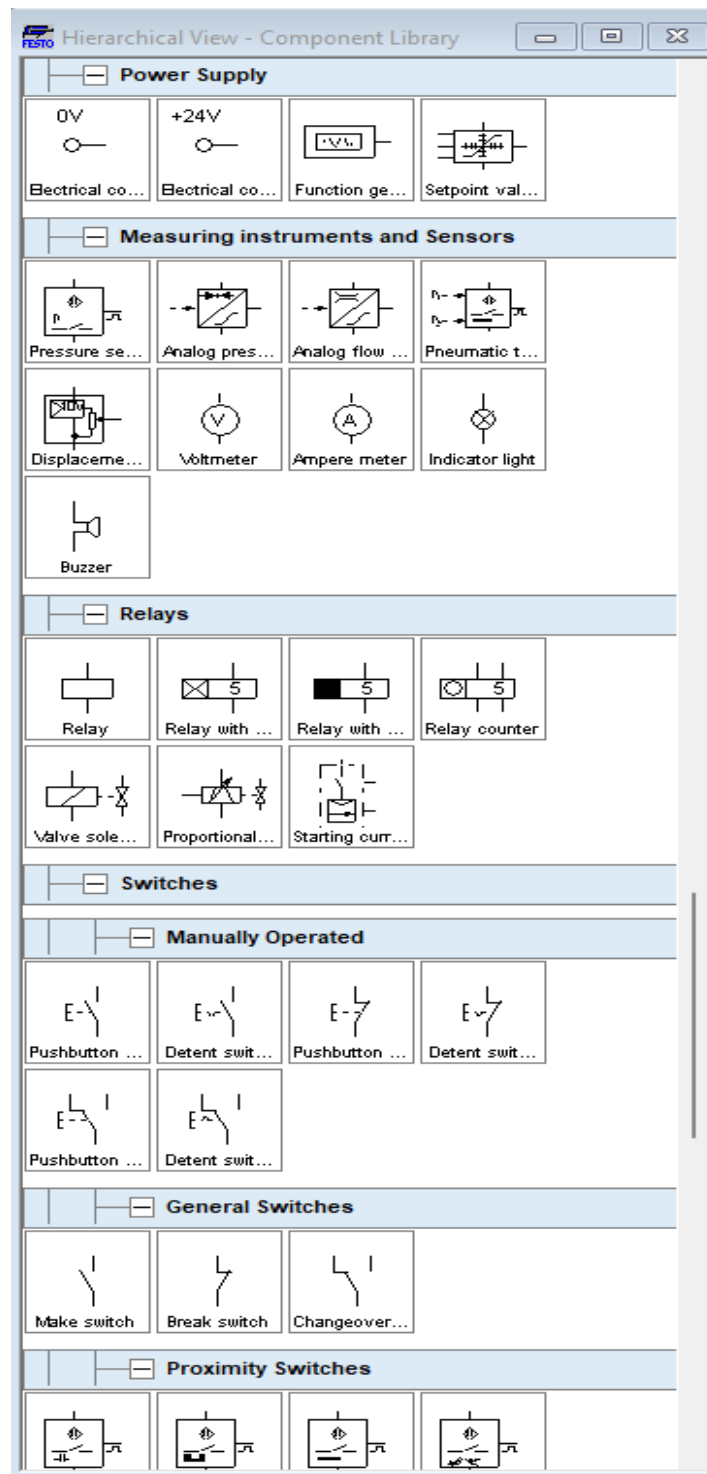 FESTO Hierarchical View - Component Library
Power Supply
0V +24V
Electrical co... Electrical co... Function ge... Setpoint val...
Measuring instruments and Sensors
p
Pressure se... Analog pres... Analog flow ... Pneumatic t...
V A
Displaceme... Voltmeter Ampere meter Indicator light
Buzzer
Relays
5 5 5
Relay Relay with ... Relay with ... Relay counter
Valve sole... Proportional... Starting curr...
Switches
Manually Operated
Pushbutton ... Detent swit... Pushbutton ... Detent swit...
Pushbutton ... Detent swit...
General Switches
Make switch Break switch Changeover...
Proximity Switches